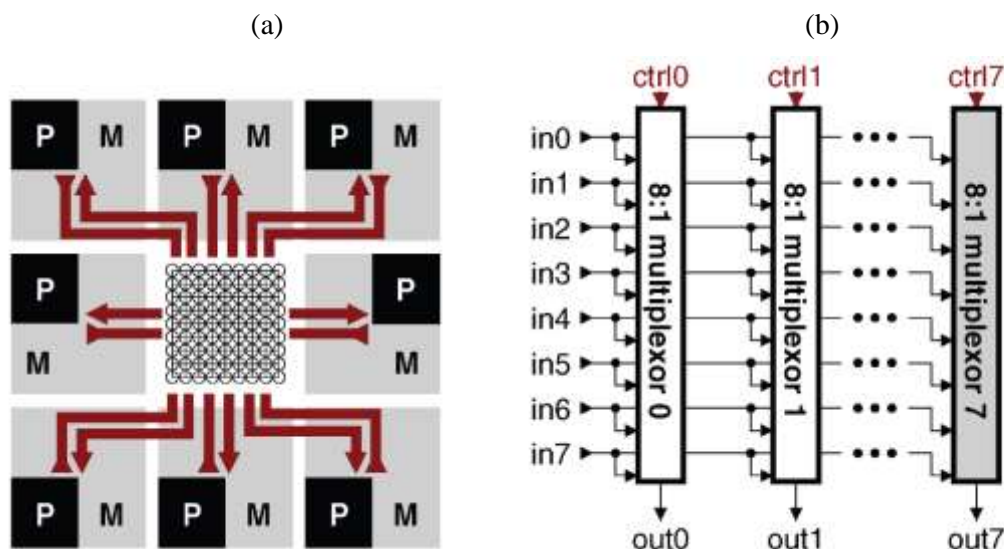 (a)
(b)
P M P M P M
P P
M M
P M P M P M
ctrl0 ctrl1 ctrl7
in0
in1
in2
in3
in4
in5
in6
in7
8:1 multiplexor 0
8:1 multiplexor 1
8:1 multiplexor 7
out0 out1 out7